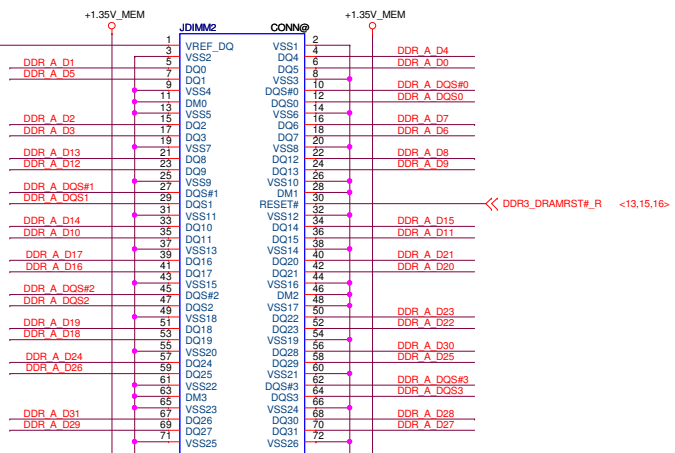 +1.35V_MEM +1.35V_MEM
JDIMM2 CONN@
1 VREF_DQ VSS1 2
3 VSS2 DQ4 4 DDR_A_D4
DDR_A_D1 5 DQ0 DQ5 6 DDR_A_D0
DDR_A_D5 7 DQ1 VSS3 8
9 VSS4 DQS#0 10 DDR_A_DQS#0
11 DM0 DQS0 12 DDR_A_DQS0
13 VSS5 VSS6 14
DDR_A_D2 15 DQ2 DQ6 16 DDR_A_D7
DDR_A_D3 17 DQ3 DQ7 18 DDR_A_D6
19 VSS7 VSS8 20
DDR_A_D13 21 DQ8 DQ12 22 DDR_A_D8
DDR_A_D12 23 DQ9 DQ13 24 DDR_A_D9
25 VSS9 VSS10 26
DDR_A_DQS#1 27 DQS#1 DM1 28
DDR_A_DQS1 29 DQS1 RESET# 30 DDR3_DRAMRST#_R <13,15,16>
31 VSS11 VSS12 32
DDR_A_D14 33 DQ10 DQ14 34 DDR_A_D15
DDR_A_D10 35 DQ11 DQ15 36 DDR_A_D11
37 VSS13 VSS14 38
DDR_A_D17 39 DQ16 DQ20 40 DDR_A_D21
DDR_A_D16 41 DQ17 DQ21 42 DDR_A_D20
43 VSS15 VSS16 44
DDR_A_DQS#2 45 DQS#2 DM2 46
DDR_A_DQS2 47 DQS2 VSS17 48
49 VSS18 DQ22 50 DDR_A_D23
DDR_A_D19 51 DQ18 DQ23 52 DDR_A_D22
DDR_A_D18 53 DQ19 VSS19 54
55 VSS20 DQ28 56 DDR_A_D30
DDR_A_D24 57 DQ24 DQ29 58 DDR_A_D25
DDR_A_D26 59 DQ25 VSS21 60
61 VSS22 DQS#3 62 DDR_A_DQS#3
63 DM3 DQS3 64 DDR_A_DQS3
65 VSS23 VSS24 66
DDR_A_D31 67 DQ26 DQ30 68 DDR_A_D28
DDR_A_D29 69 DQ27 DQ31 70 DDR_A_D27
71 VSS25 VSS26 72